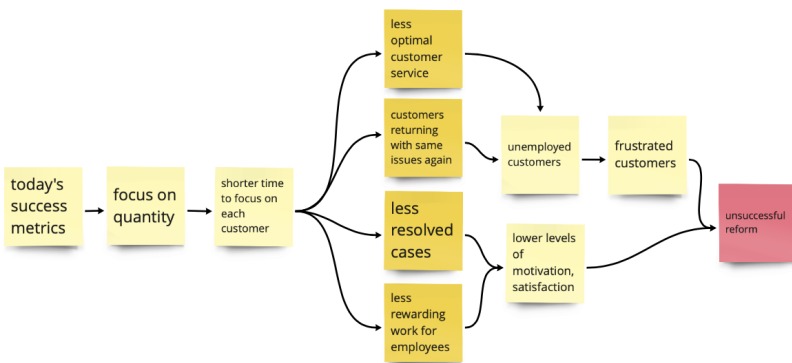 today's
success
metrics
focus on
quantity
shorter time
to focus on
each
customer
less
optimal
customer
service
customers
returning
with same
issues again
less
resolved
cases
less
rewarding
work for
employees
unemployed
customers
frustrated
customers
lower levels
of
motivation,
satisfaction
unsuccessful
reform